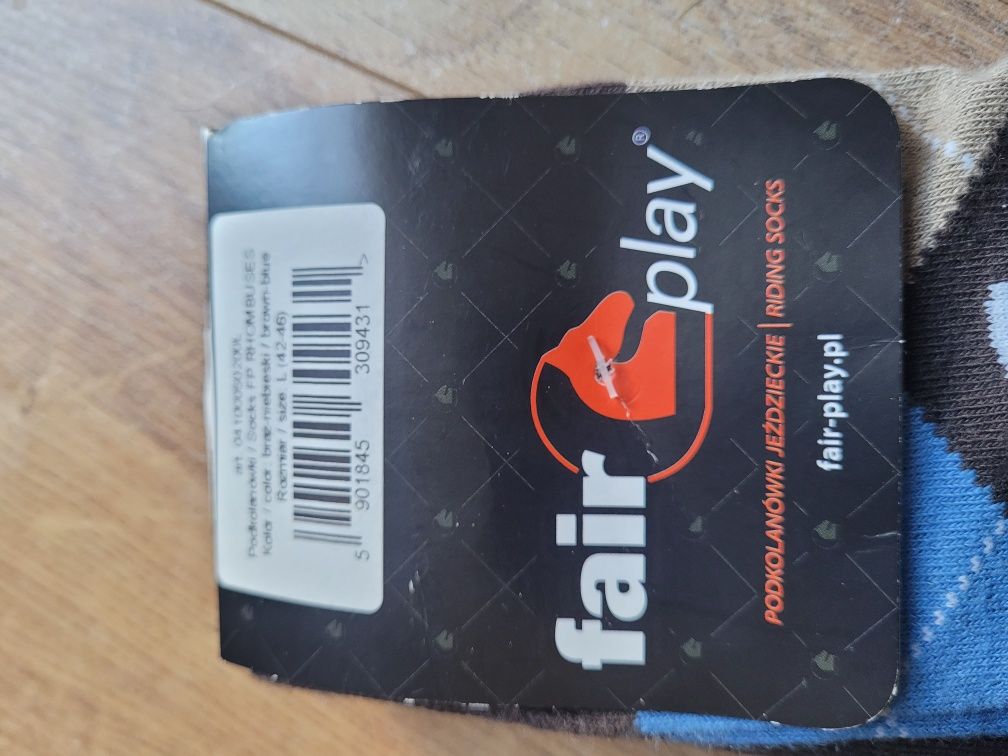 Podkolanówki / Socks FP RHOMBUSES
Kolor / color: brąz-niebieski / brown-blue
Rozmiar / size: L (42-46)
5 901845 309431 >
fair play®
PODKOLANÓWKI JEŹDZIECKIE | RIDING SOCKS
fair-play.pl